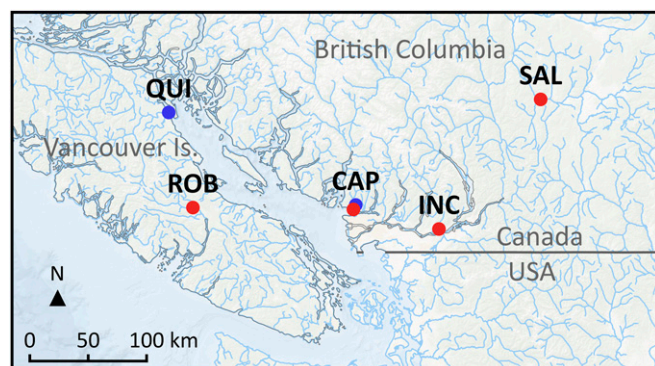 British Columbia
SAL
QUI
Vancouver Is.
ROB
CAP
INC
Canada
USA
N
0 50 100 km